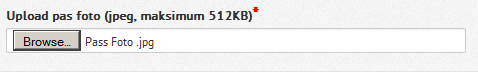 Upload pas foto (jpeg, maksimum 512KB)*
Browse... Pass Foto .jpg